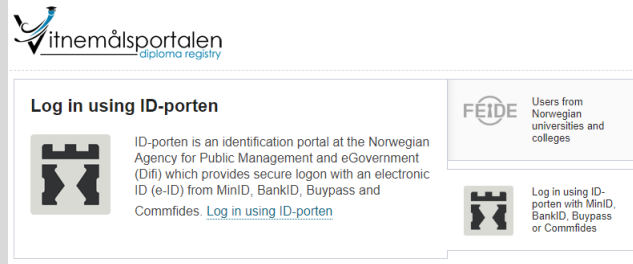 Vitnemålsportalen
diploma registry
Log in using ID-porten
ID-porten is an identification portal at the Norwegian
Agency for Public Management and eGovernment
(Difi) which provides secure logon with an electronic
ID (e-ID) from MinID, BankID, Buypass and
Commfides. Log in using ID-porten
FEIDE
Users from
Norwegian
universities and
colleges
Log in using ID-
porten with MinID,
BankID, Buypass
or Commfides